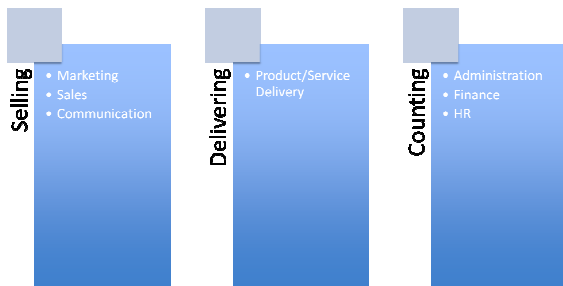 Selling
• Marketing
• Sales
• Communication
Delivering
• Product/Service
Delivery
Counting
• Administration
• Finance
• HR